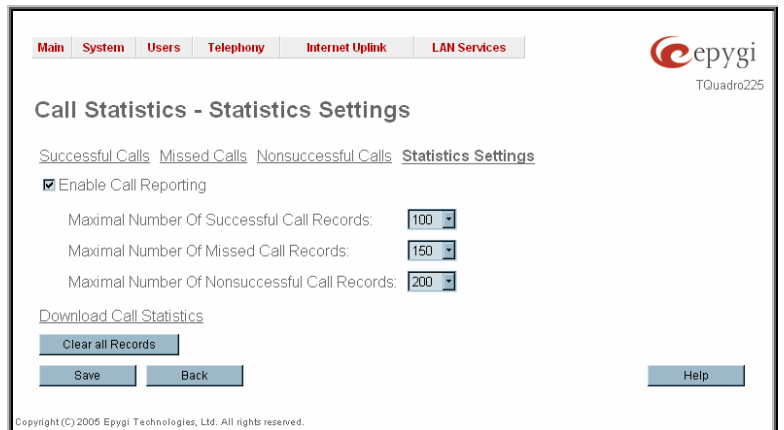 Main System Users Telephony Internet Uplink LAN Services
epygi
TQuadro225
Call Statistics - Statistics Settings
Successful Calls Missed Calls Nonsuccessful Calls Statistics Settings
Enable Call Reporting
Maximal Number Of Successful Call Records: 100
Maximal Number Of Missed Call Records: 150
Maximal Number Of Nonsuccessful Call Records: 200
Download Call Statistics
Clear all Records
Save Back Help
Copyright (C) 2005 Epygi Technologies, Ltd. All rights reserved.